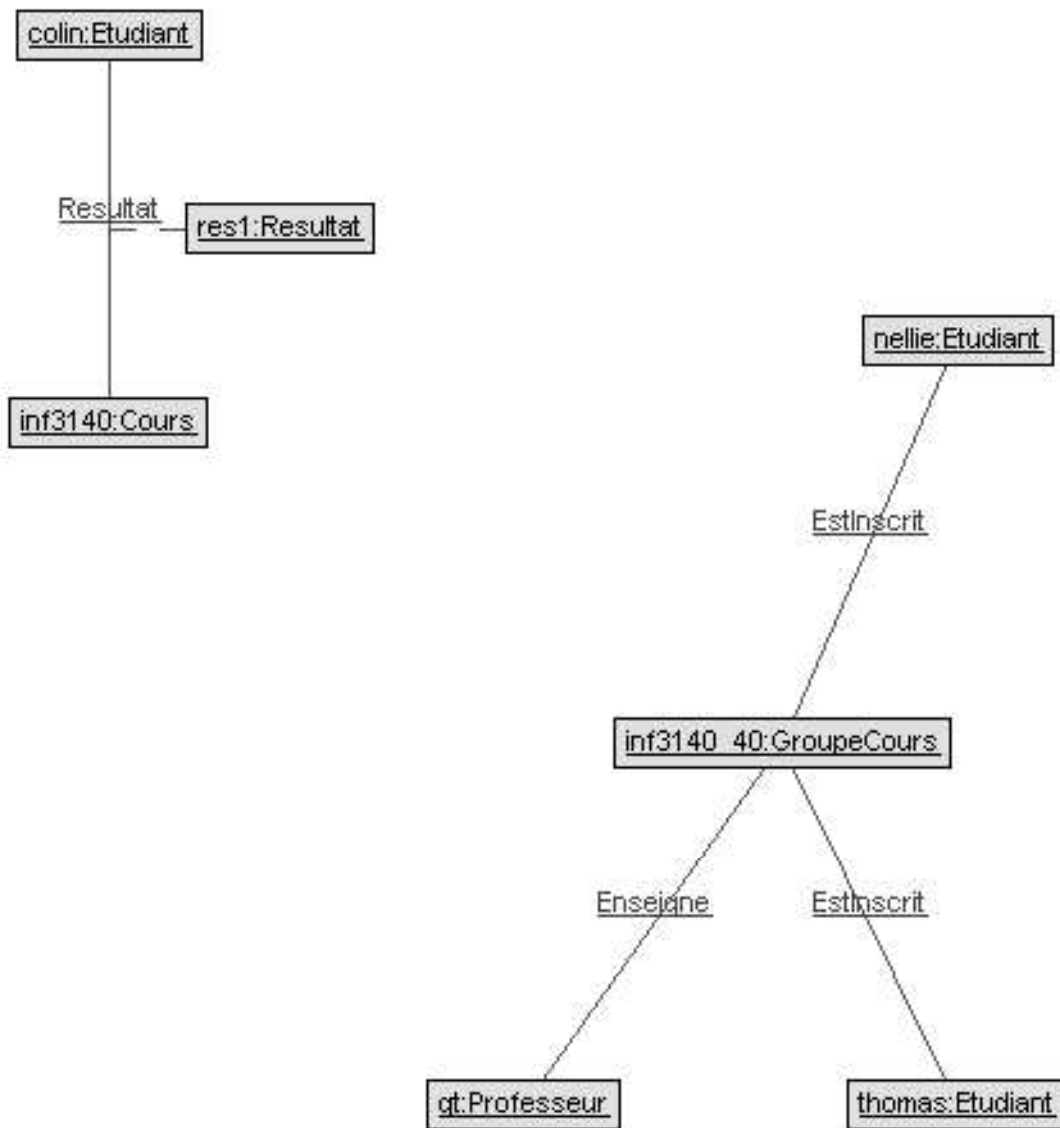 colin:Etudiant
Resultat
res1:Resultat
nellie:Etudiant
inf3140:Cours
EstInscrit
inf3140_40:GroupeCours
Enseigne
EstInscrit
gt:Professeur
thomas:Etudiant